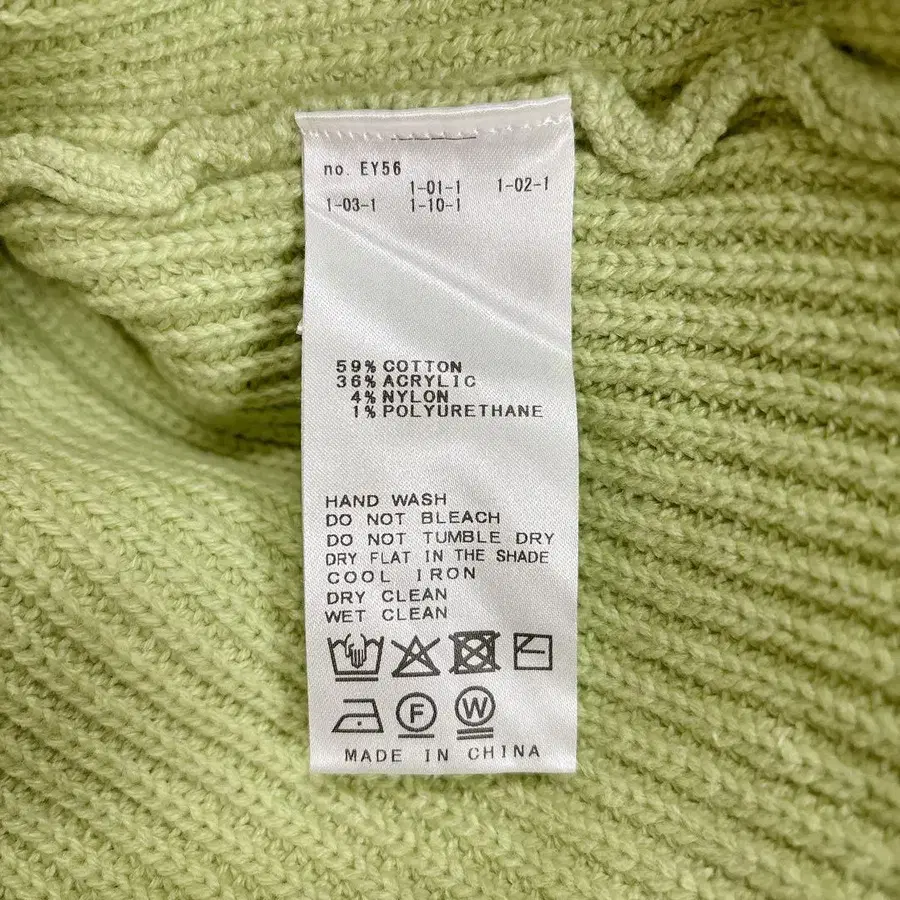 no. EY56
1-01-1 1-02-1
1-03-1 1-10-1
59% COTTON
36% ACRYLIC
4% NYLON
1% POLYURETHANE
HAND WASH
DO NOT BLEACH
DO NOT TUMBLE DRY
DRY FLAT IN THE SHADE
COOL IRON
DRY CLEAN
WET CLEAN
F W
MADE IN CHINA